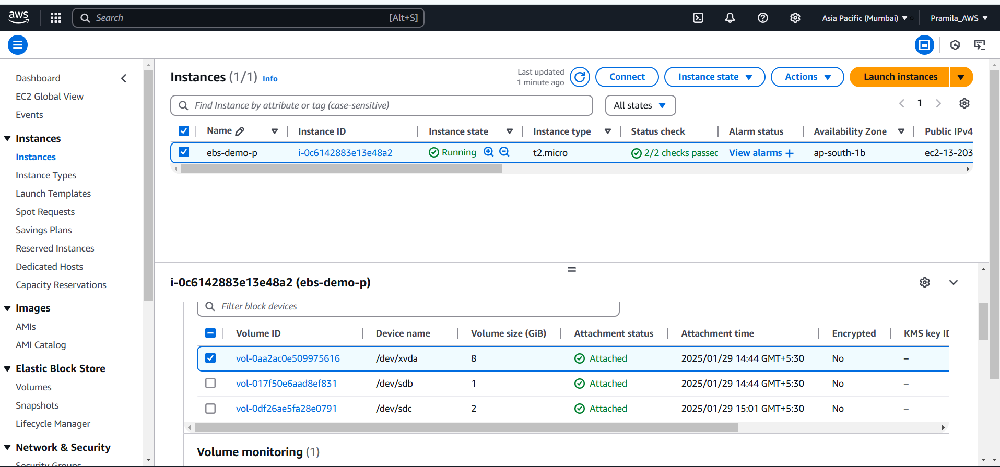 aws Search [Alt+S] Asia Pacific (Mumbai) Pramila_AWS
Dashboard
EC2 Global View
Events
Instances
Instances
Instance Types
Launch Templates
Spot Requests
Savings Plans
Reserved Instances
Dedicated Hosts
Capacity Reservations
Images
AMIs
AMI Catalog
Elastic Block Store
Volumes
Snapshots
Lifecycle Manager
Network & Security
Security Groups
Instances (1/1) Info
Last updated
1 minute ago
Connect Instance state Actions Launch instances
Find Instance by attribute or tag (case-sensitive) All states 1
Name Instance ID Instance state Instance type Status check Alarm status Availability Zone Public IPv4
ebs-demo-p i-0c6142883e13e48a2 Running t2.micro 2/2 checks passec View alarms + ap-south-1b ec2-13-203
i-0c6142883e13e48a2 (ebs-demo-p)
Filter block devices
Volume ID Device name Volume size (GiB) Attachment status Attachment time Encrypted KMS key ID
vol-0aa2ac0e509975616 /dev/xvda 8 Attached 2025/01/29 14:44 GMT+5:30 No –
vol-017f50e6aad8ef831 /dev/sdb 1 Attached 2025/01/29 14:44 GMT+5:30 No –
vol-0df26ae5fa28e0791 /dev/sdc 2 Attached 2025/01/29 15:01 GMT+5:30 No –
Volume monitoring (1)